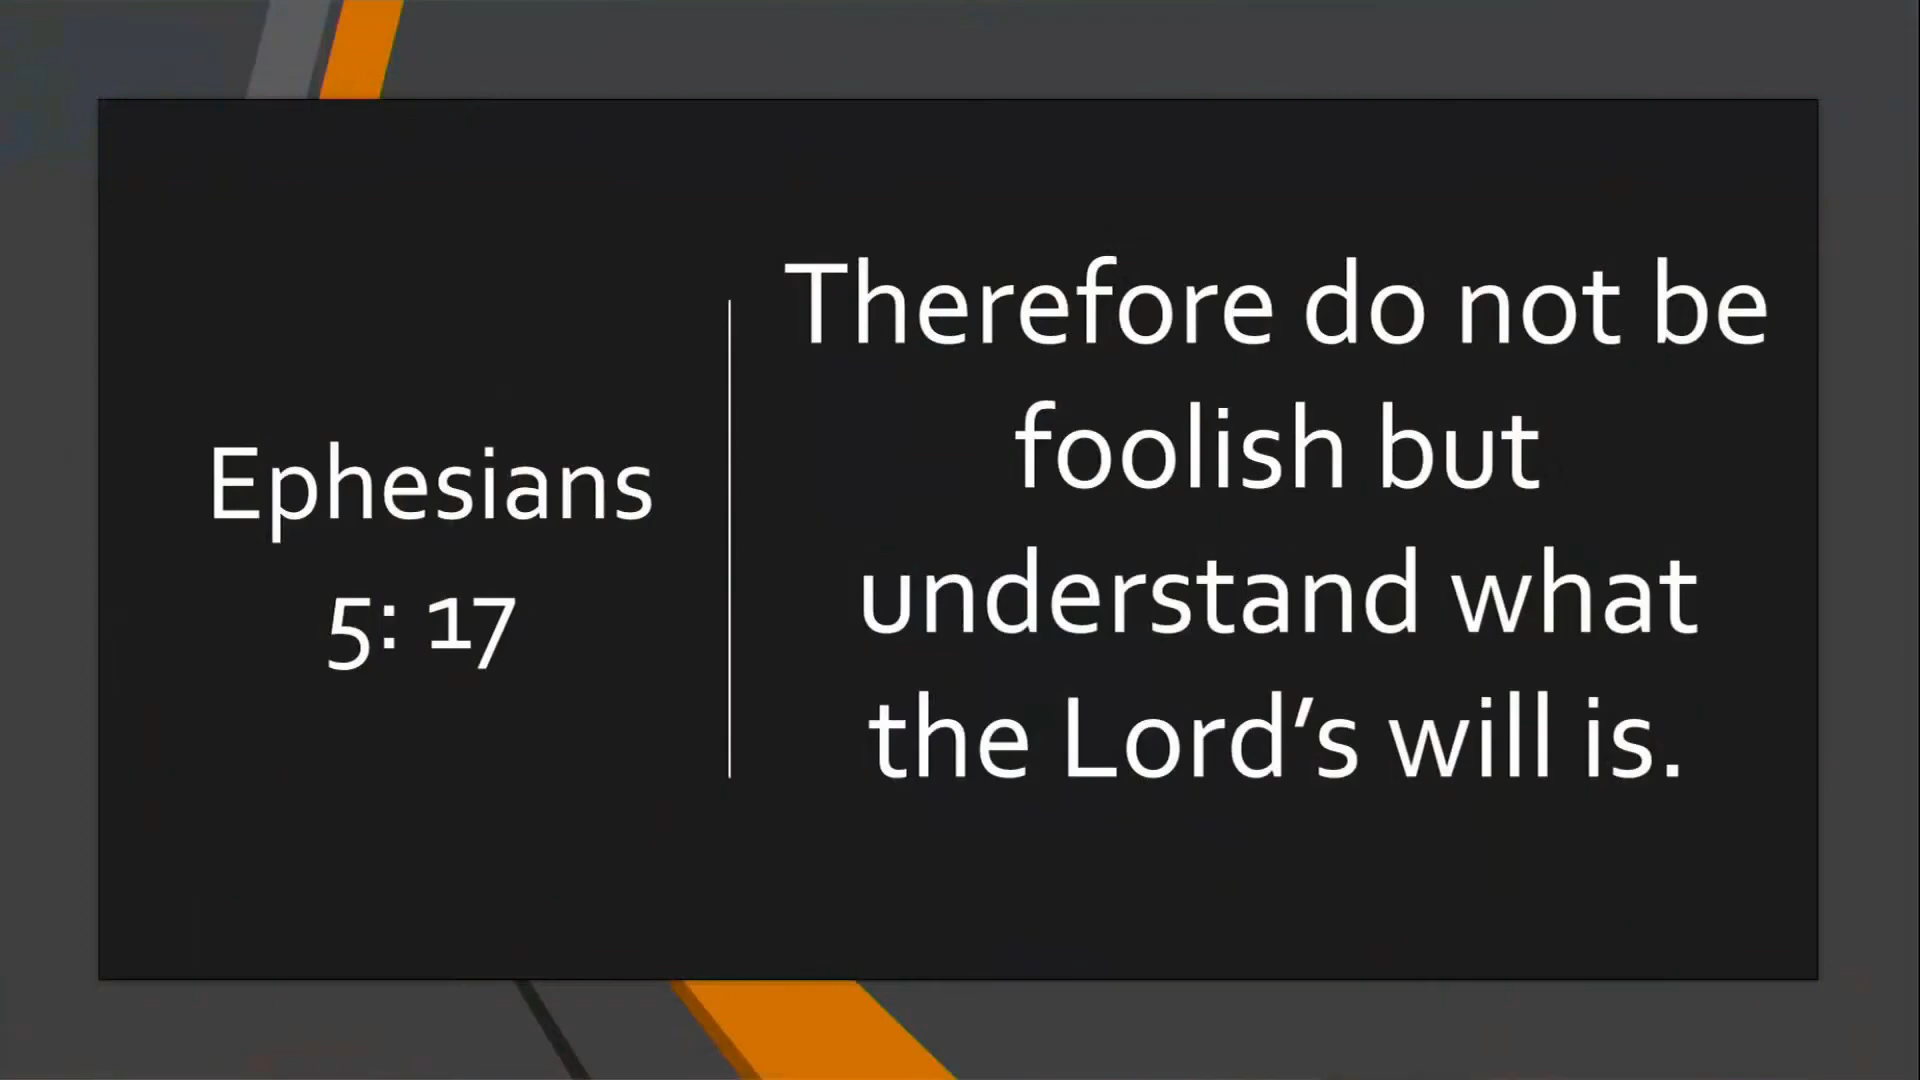 Ephesians
5: 17
Therefore do not be
foolish but
understand what
the Lord’s will is.